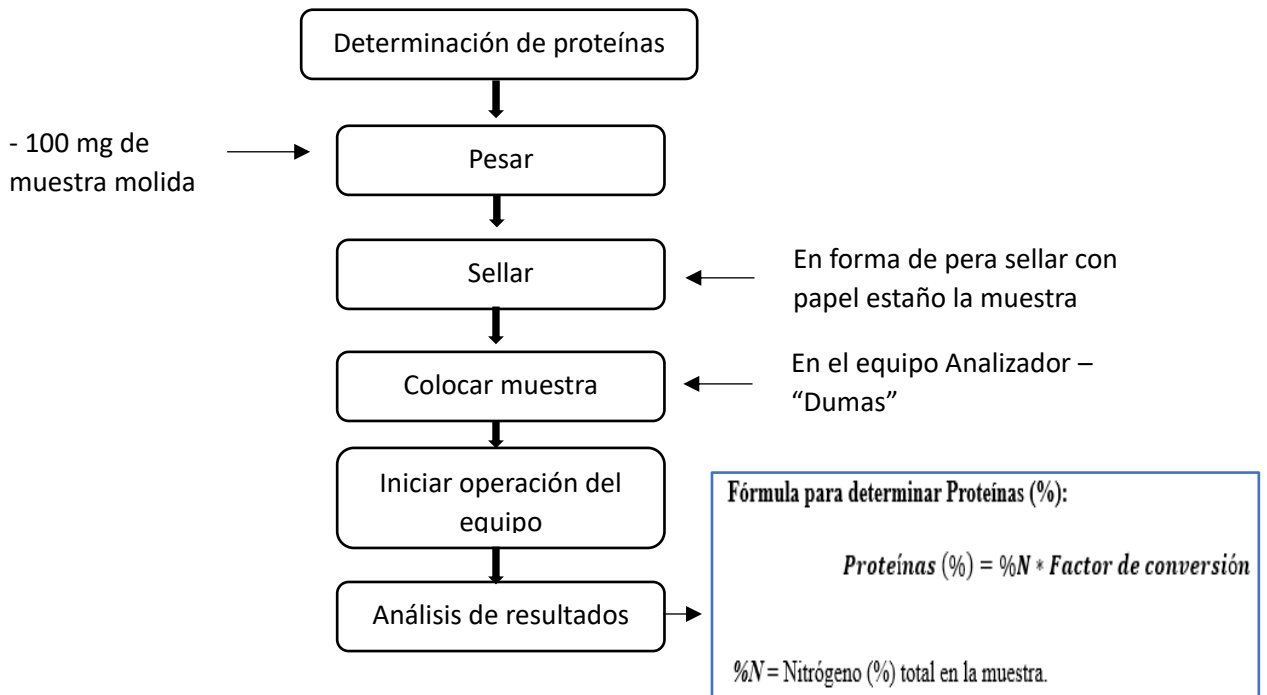 Determinación de proteínas
- 100 mg de
muestra molida
Pesar
Sellar
En forma de pera sellar con
papel estaño la muestra
Colocar muestra
En el equipo Analizador –
“Dumas”
Iniciar operación del
equipo
Análisis de resultados
Fórmula para determinar Proteínas (%):
Proteínas (%) = %N * Factor de conversión
%N = Nitrógeno (%) total en la muestra.